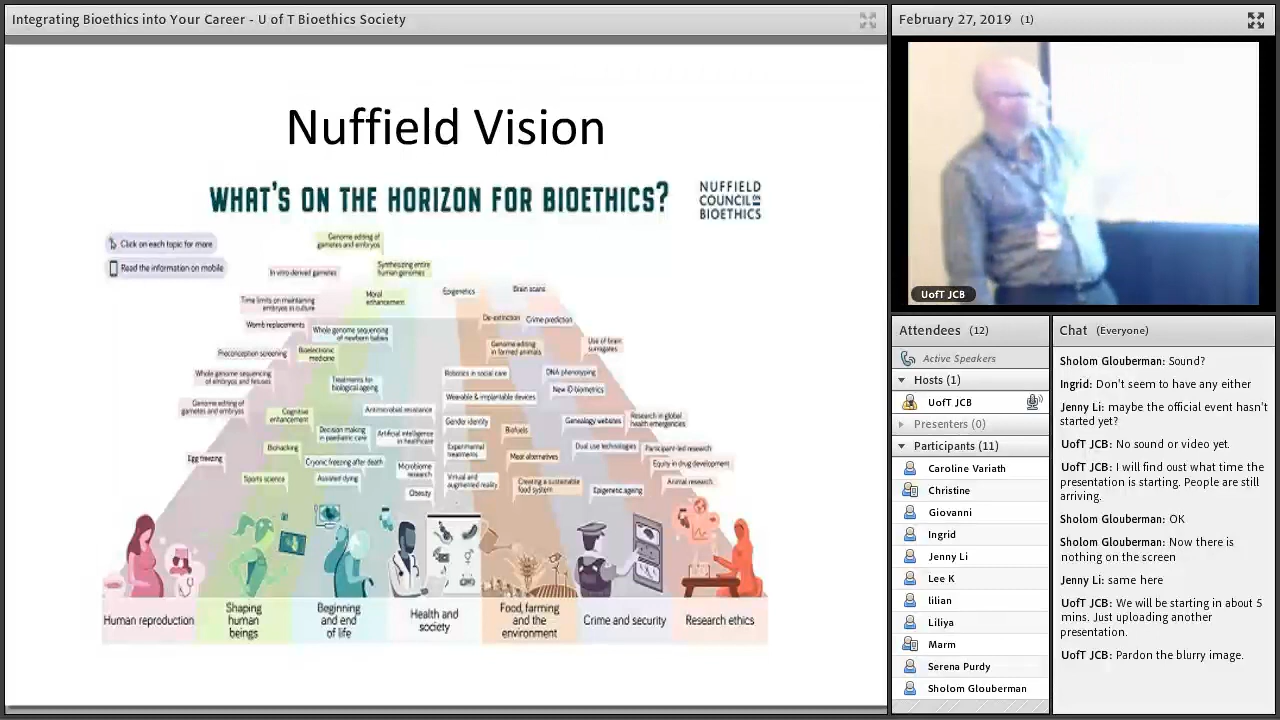 Integrating Bioethics into Your Career - U of T Bioethics Society
Nuffield Vision
WHAT'S ON THE HORIZON FOR BIOETHICS?
NUFFIELD
COUNCIL ON
BIOETHICS
Click on each topic for more
Read the information on mobile
Genome editing of
gametes and embryos
In vitro derived gametes
Synthesizing entire
human genomes
Time limits on maintaining
embryos in culture
Moral
enhancement
Epigenetics
Brain scans
Womb replacements
Whole genome sequencing
of newborn babies
De-extinction
Crime prediction
Preconception screening
Bioelectronic
medicine
Genome editing
in farmed animals
Use of brain
surrogates
Whole genome sequencing
of embryos and fetuses
Treatments for
biological ageing
Robotics in social care
DNA phenotyping
New ID biometrics
Wearable & implantable devices
Genome editing of
gametes and embryos
Cognitive
enhancement
Antimicrobial resistance
Gender identity
Genealogy websites
Research in global
health emergencies
Decision making
in paediatric care
Artificial intelligence
in healthcare
Biofuels
Biohacking
Experimental
treatments
Dual use technologies
Participant-led research
Egg freezing
Cryonic freezing after death
Meat alternatives
Equity in drug development
Microbiome
research
Sports science
Assisted dying
Virtual and
augmented reality
Creating a sustainable
food system
Epigenetic ageing
Animal research
Obesity
Human reproduction
Shaping
human
beings
Beginning
and end
of life
Health and
society
Food, farming
and the
environment
Crime and security
Research ethics
February 27, 2019 (1)
UofT JCB
Attendees (12)
Active Speakers
Hosts (1)
UofT JCB
Presenters (0)
Participants (11)
Caroline Variath
Christine
Giovanni
Ingrid
Jenny Li
Lee K
lilian
Liliya
Marm
Serena Purdy
Sholom Glouberman
Chat (Everyone)
Sholom Glouberman: Sound?
Ingrid: Don't seem to have any either
Jenny Li: maybe the social event hasn't
started yet?
UofT JCB: No sound or video yet.
UofT JCB: I will find out what time the
presentation is starting. People still
arriving.
Sholom Glouberman: OK
Sholom Glouberman: Now there is
nothing on the screen
Jenny Li: same here
UofT JCB: We will be starting in about 5
mins. Just uploading another
presentation.
UofT JCB: Pardon the blurry image.